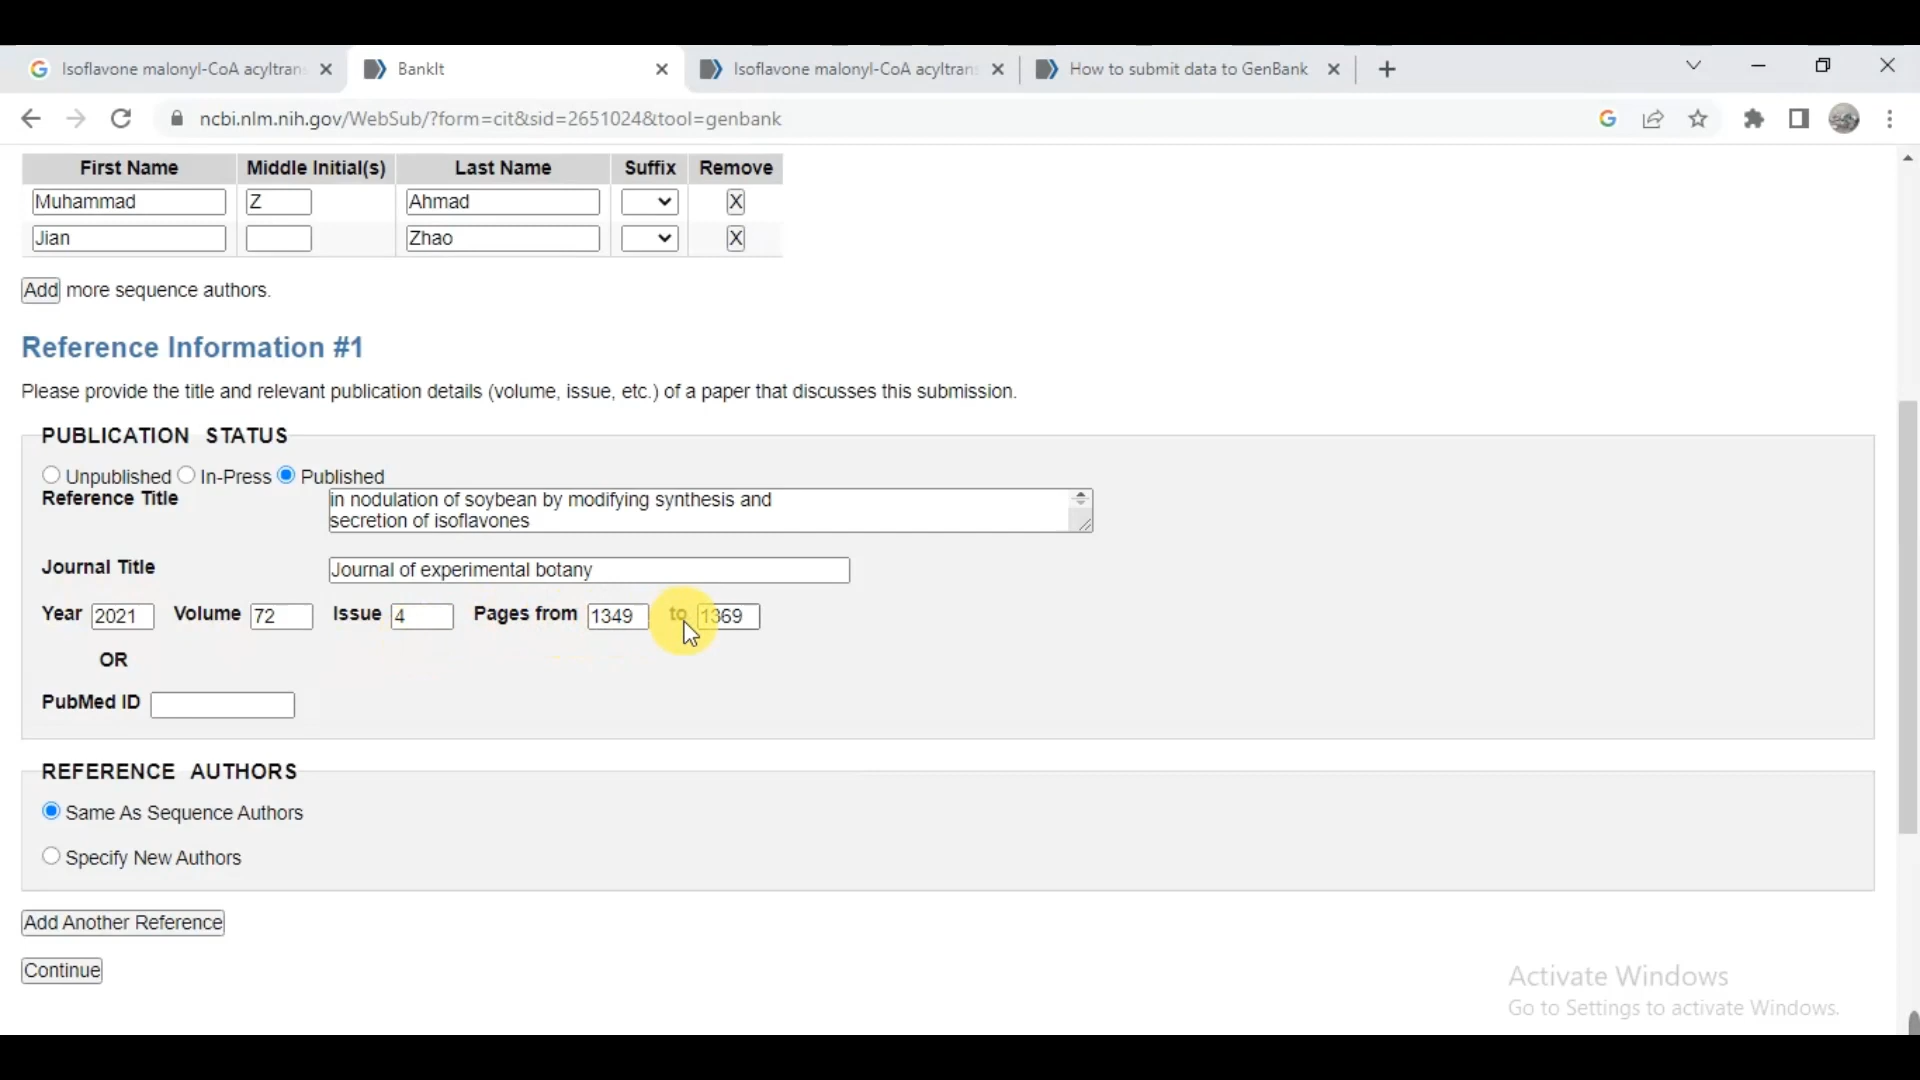 Isoflavone malonyl-CoA acyltran
BankIt
Isoflavone malonyl-CoA acyltran
How to submit data to GenBank
ncbi.nlm.nih.gov/WebSub/?form=cit&sid=2651024&tool=genbank
First Name Middle Initial(s) Last Name Suffix Remove
Muhammad Z Ahmad X
Jian Zhao X
Add more sequence authors.
Reference Information #1
Please provide the title and relevant publication details (volume, issue, etc.) of a paper that discusses this submission.
PUBLICATION STATUS
Unpublished In-Press Published
Reference Title in nodulation of soybean by modifying synthesis and
secretion of isoflavones
Journal Title Journal of experimental botany
Year 2021 Volume 72 Issue 4 Pages from 1349 to 1369
OR
PubMed ID
REFERENCE AUTHORS
Same As Sequence Authors
Specify New Authors
Add Another Reference
Continue
Activate Windows
Go to Settings to activate Windows.